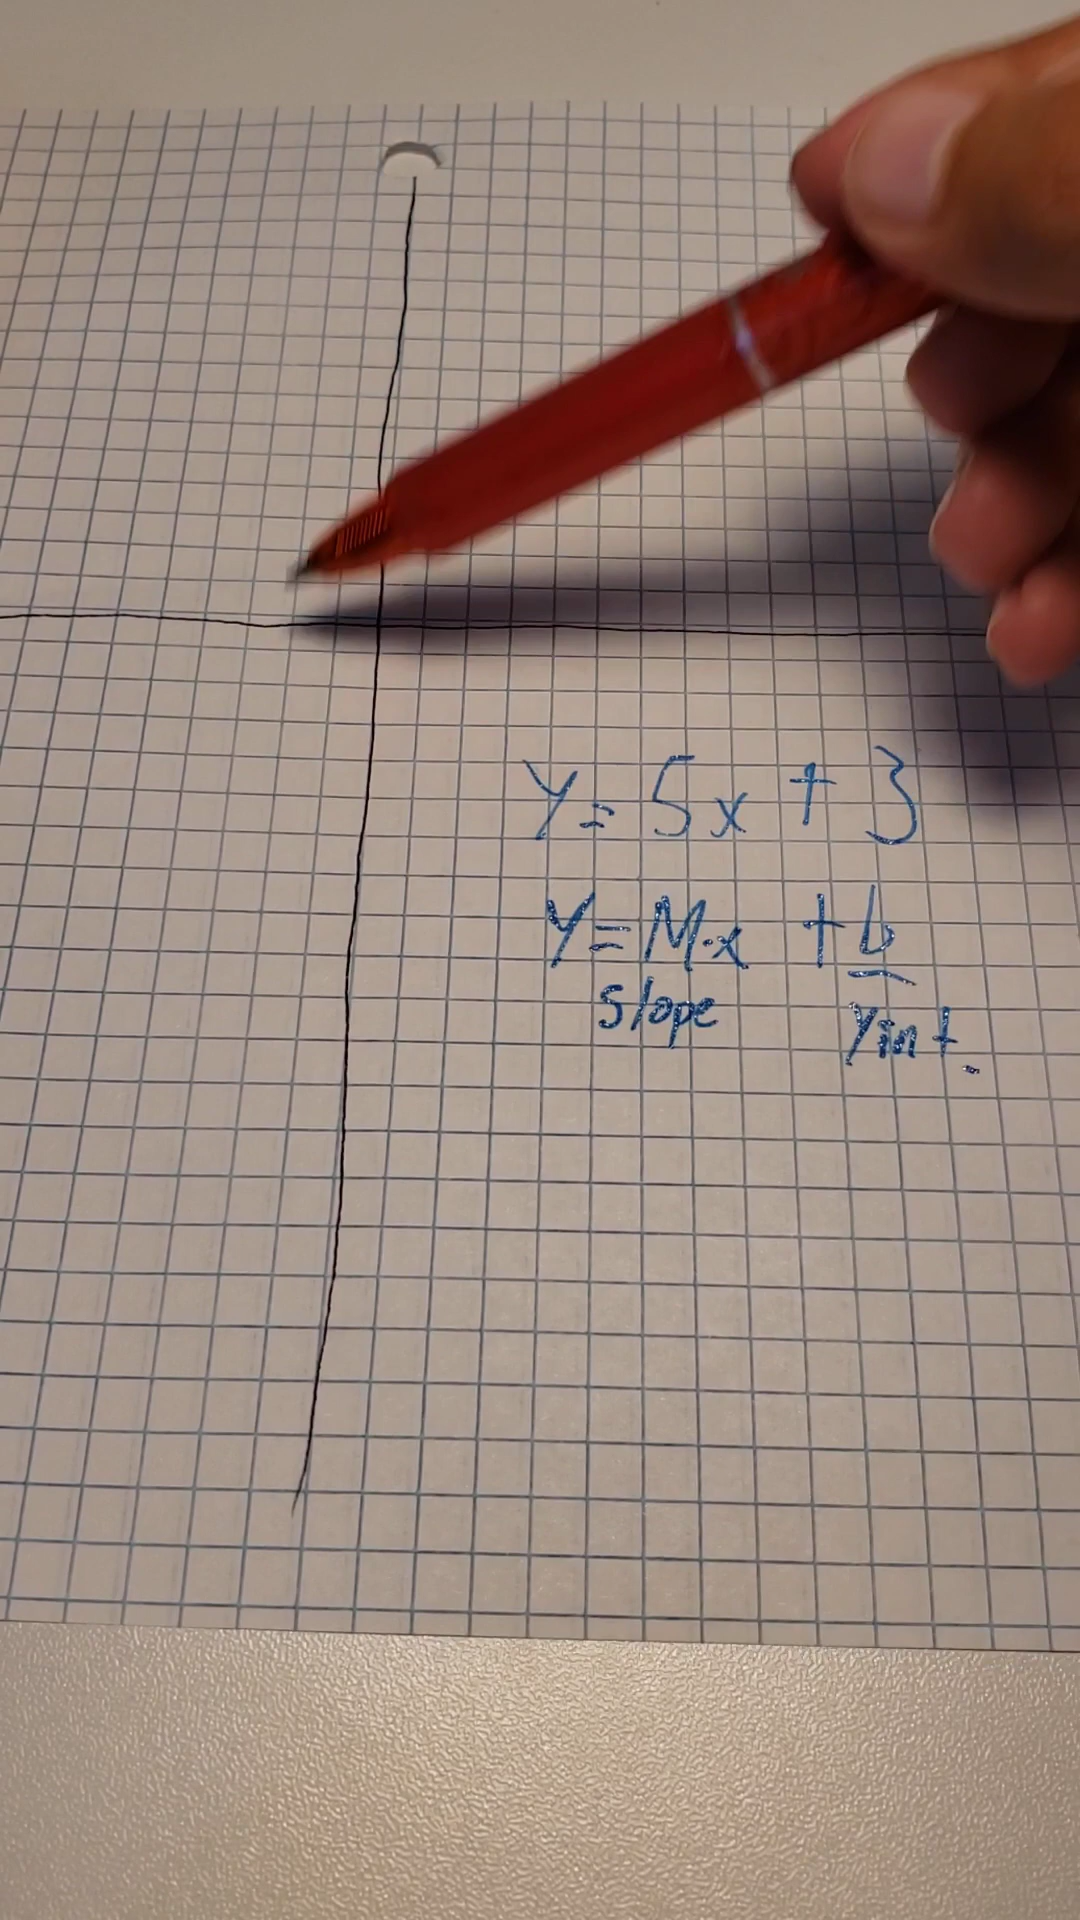 Y = 5x + 3
Y = M·x + b
Slope
Yint.